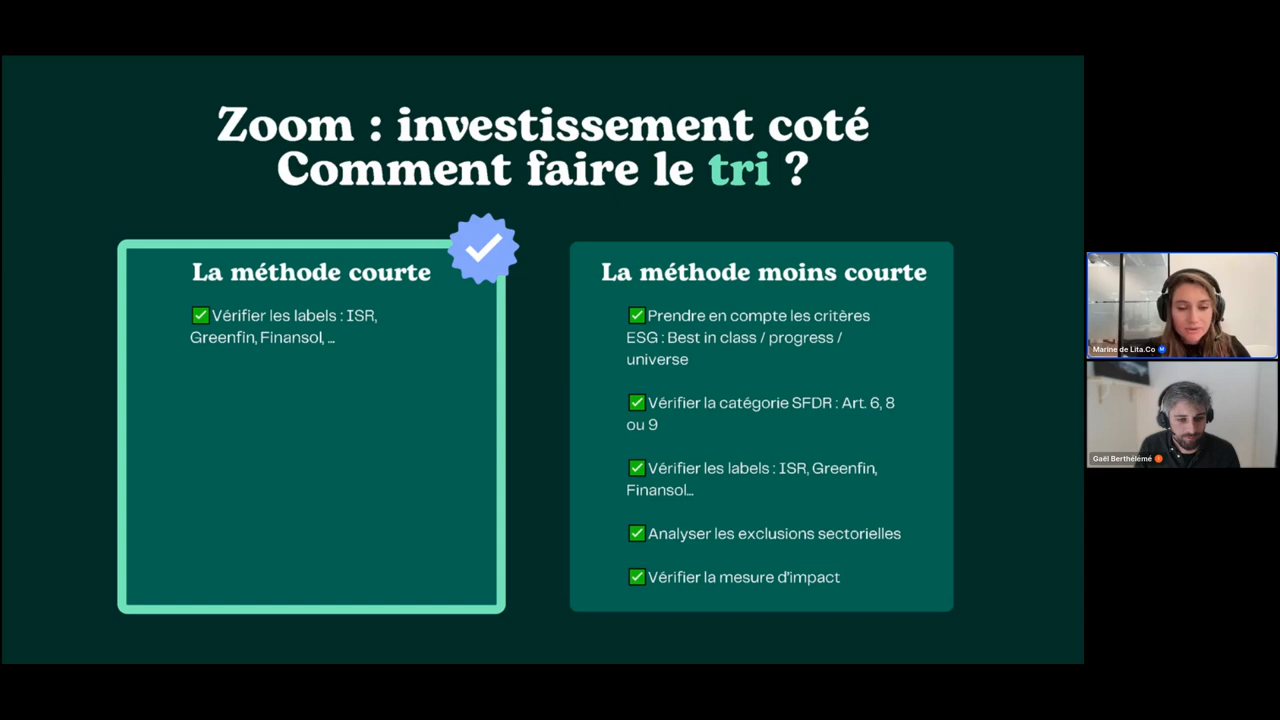 Zoom : investissement coté
Comment faire le tri ?
La méthode courte
✅Vérifier les labels : ISR,
Greenfin, Finansol, ...
La méthode moins courte
✅Prendre en compte les critères
ESG : Best in class / progress /
universe
✅Vérifier la catégorie SFDR : Art. 6, 8
ou 9
✅Vérifier les labels : ISR, Greenfin,
Finansol...
✅Analyser les exclusions sectorielles
✅Vérifier la mesure d'impact
Marine de Lita.Co
Gaël Berthélémé